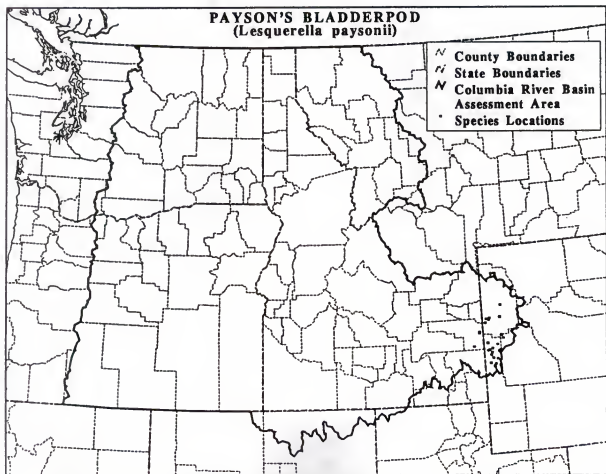 PAYSON'S BLADDERPOD
(Lesquerella paysonii)
County Boundaries
State Boundaries
Columbia River Basin
Assessment Area
Species Locations